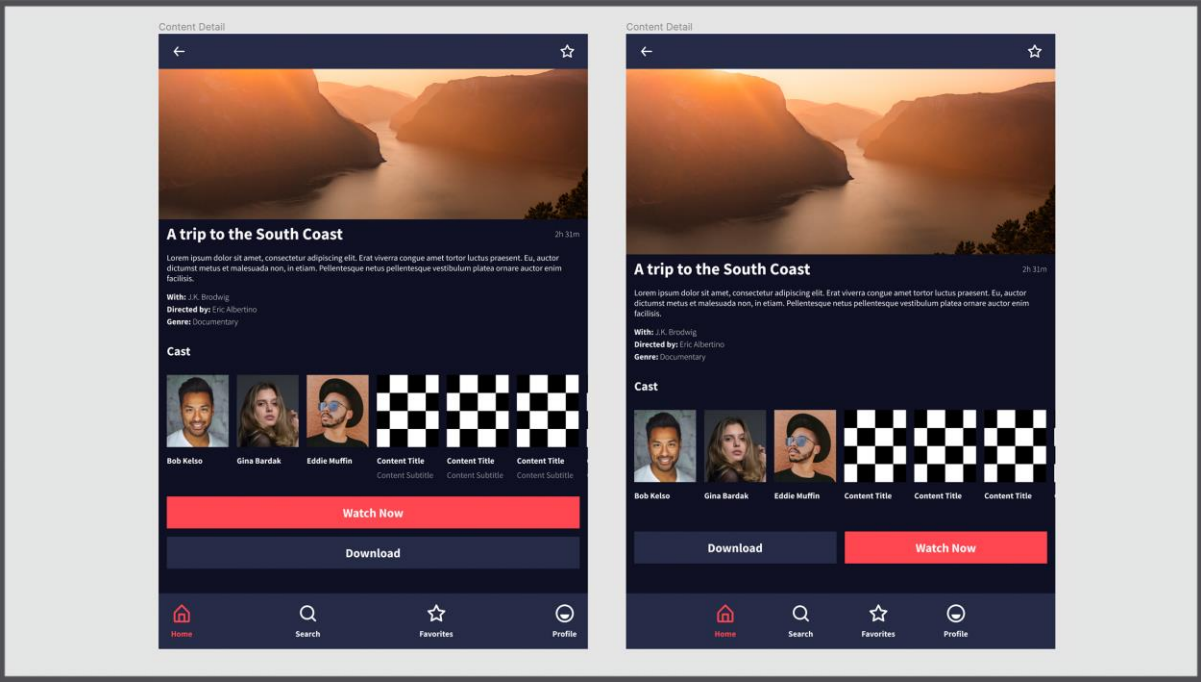 Content Detail
A trip to the South Coast
2h 31m
Lorem ipsum dolor sit amet, consectetur adipiscing elit. Erat viverra congue amet tortor luctus praesent. Eu, auctor
dictumst metus et malesuada non, in etiam. Pellentesque netus pellentesque vestibulum platea ornare auctor enim
facilisis.
With: J.K. Brodwig
Directed by: Eric Albertino
Genre: Documentary
Cast
Bob Kelso
Gina Bardak
Eddie Muffin
Content Title
Content Title
Content Title
Content Subtitle
Content Subtitle
Content Subtitle
Watch Now
Download
Home
Search
Favorites
Profile
Content Detail
A trip to the South Coast
2h 31m
Lorem ipsum dolor sit amet, consectetur adipiscing elit. Erat viverra congue amet tortor luctus praesent. Eu, auctor
dictumst metus et malesuada non, in etiam. Pellentesque netus pellentesque vestibulum platea ornare auctor enim
facilisis.
With: J.K. Brodwig
Directed by: Eric Albertino
Genre: Documentary
Cast
Bob Kelso
Gina Bardak
Eddie Muffin
Content Title
Content Title
Content Title
Download
Watch Now
Home
Search
Favorites
Profile